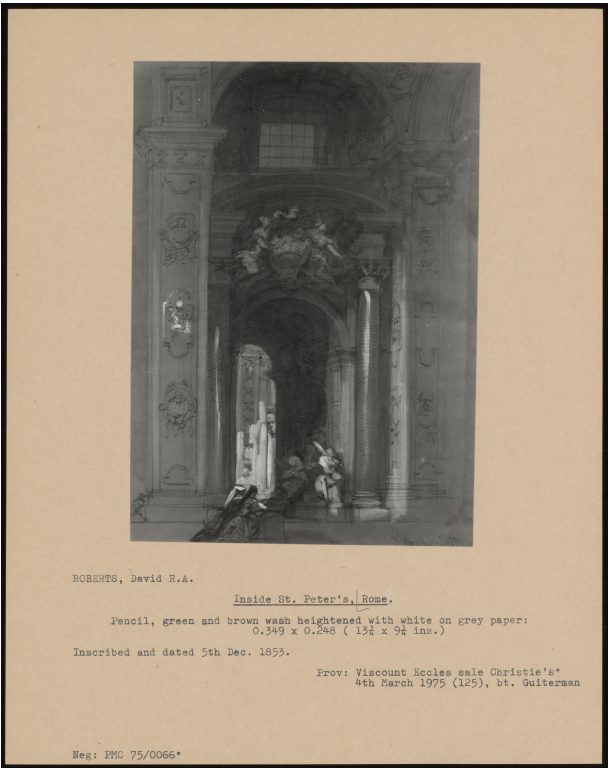 ROBERTS, David R.A.
Inside St. Peter's, Rome.
Pencil, green and brown wash heightened with white on grey paper:
0.349 x 0.248 ( 13¾ x 9¾ ins.)
Inscribed and dated 5th Dec. 1853.
Prov: Viscount Eccles sale Christie's*
4th March 1975 (125), bt. Guiterman
Neg: PMC 75/0066*